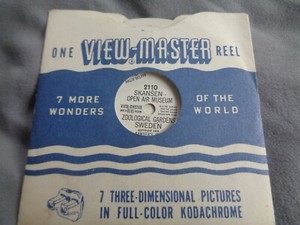 ONE VIEW-MASTER REEL
2110
SKANSEN
OPEN AIR MUSEUM
7 MORE OF THE
WONDERS WORLD
ZOOLOGICAL GARDENS
SWEDEN
7 THREE-DIMENSIONAL PICTURES
IN FULL-COLOR KODACHROME